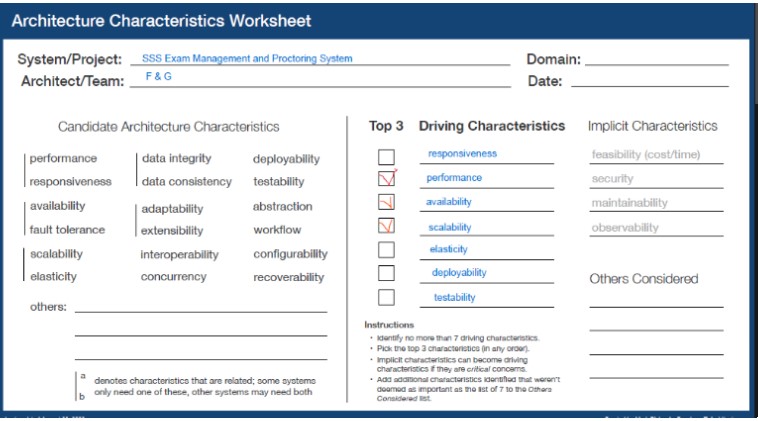 Architecture Characteristics Worksheet
System/Project: SSS Exam Management and Proctoring System
Domain:
Architect/Team: F & G
Date:
Candidate Architecture Characteristics
performance data integrity deployability
responsiveness data consistency testability
availability adaptability abstraction
fault tolerance extensibility workflow
scalability interoperability configurability
elasticity concurrency recoverability
others:
a
b
denotes characteristics that are related; some systems
only need one of these, other systems may need both
Top 3 Driving Characteristics
responsiveness
performance
availability
scalability
elasticity
deployability
testability
Instructions
• Identify no more than 7 driving characteristics.
• Pick the top 3 characteristics (in any order).
• Implicit characteristics can become driving
characteristics if they are critical concerns.
• Add additional characteristics identified that weren't
deemed as important as the list of 7 to the Others
Considered list.
Implicit Characteristics
feasibility (cost/time)
security
maintainability
observability
Others Considered